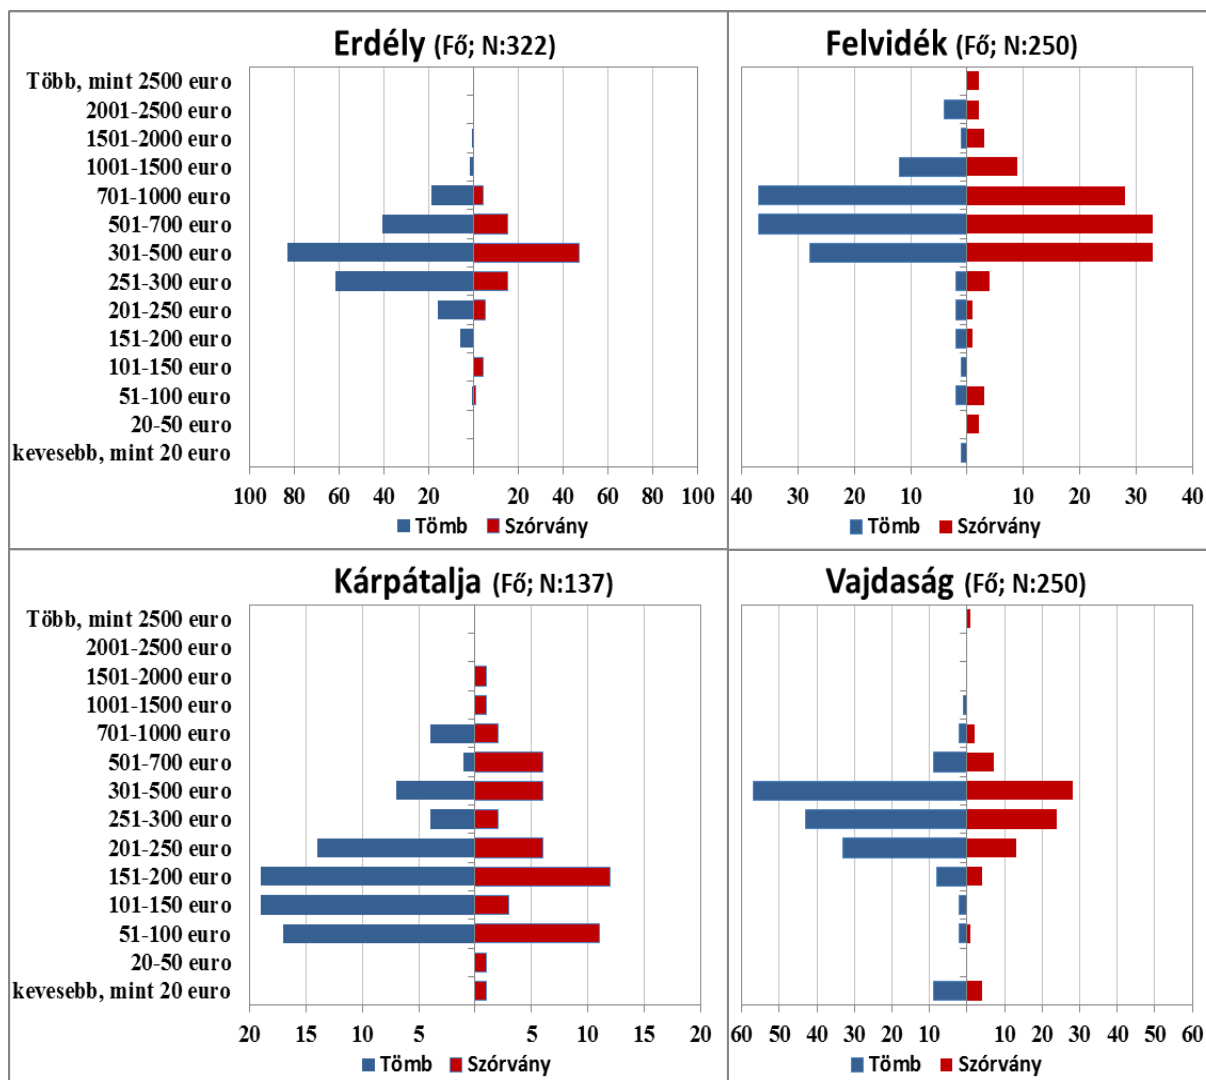 Erdély (Fő; N:322)
Több, mint 2500 euro
2001-2500 euro
1501-2000 euro
1001-1500 euro
701-1000 euro
501-700 euro
301-500 euro
251-300 euro
201-250 euro
151-200 euro
101-150 euro
51-100 euro
20-50 euro
kevesebb, mint 20 euro
100 80 60 40 20 20 40 60 80 100
Tömb Szórvány
Felvidék (Fő; N:250)
40 30 20 10 10 20 30 40
Tömb Szórvány
Kárpátalja (Fő; N:137)
Több, mint 2500 euro
2001-2500 euro
1501-2000 euro
1001-1500 euro
701-1000 euro
501-700 euro
301-500 euro
251-300 euro
201-250 euro
151-200 euro
101-150 euro
51-100 euro
20-50 euro
kevesebb, mint 20 euro
20 15 10 5 5 10 15 20
Tömb Szórvány
Vajdaság (Fő; N:250)
60 50 40 30 20 10 10 20 30 40 50 60
Tömb Szórvány